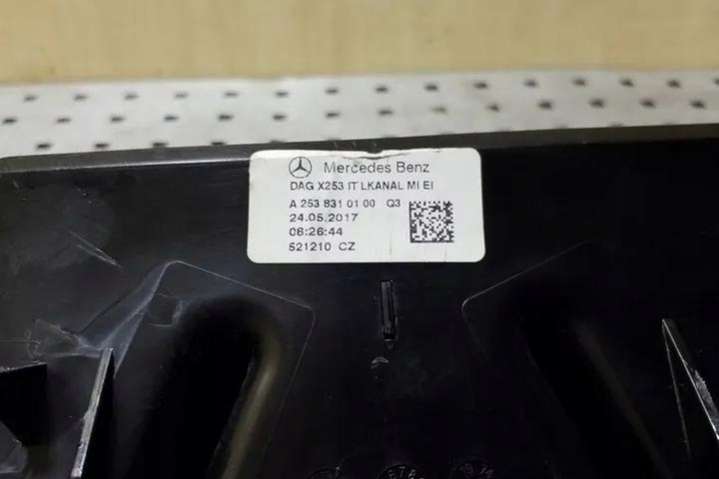 Mercedes Benz
DAG X253 IT LKANAL MI EI
A 253 831 01 00 Q3
24.05.2017
06:26:44
521210 CZ